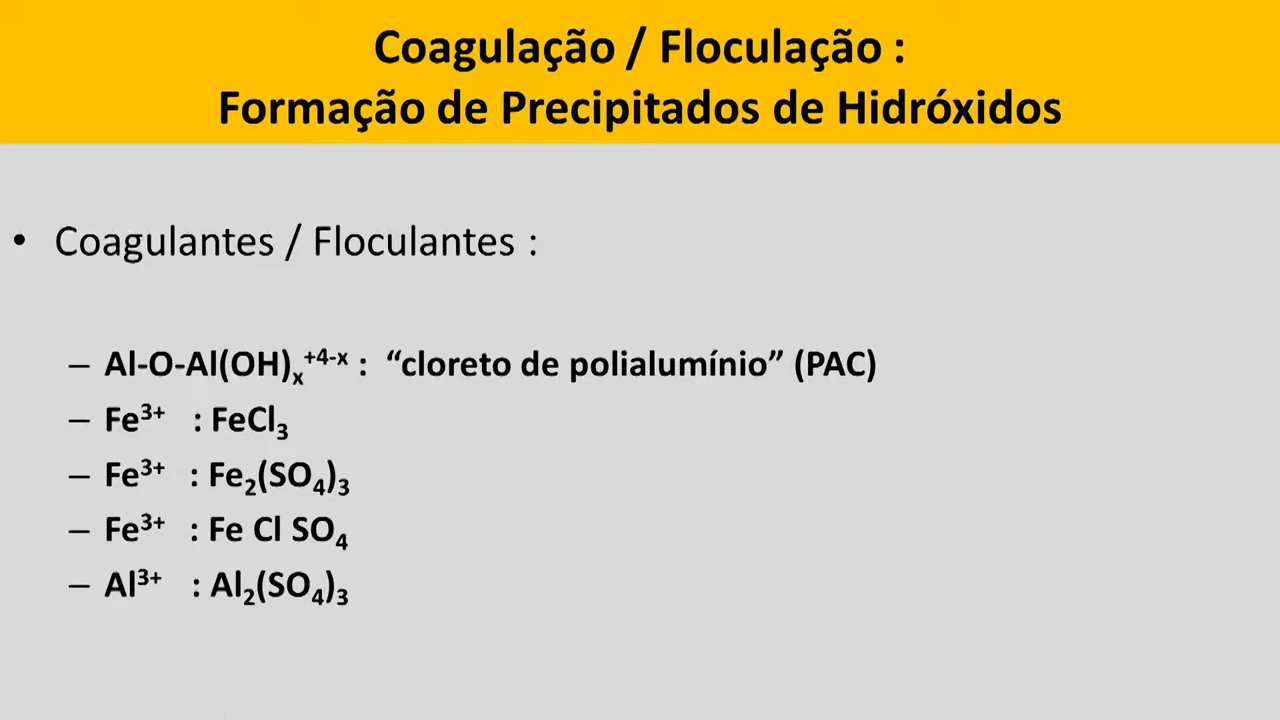 Coagulação / Floculação :
Formação de Precipitados de Hidróxidos
• Coagulantes / Floculantes :
– Al-O-Al(OH)ₓ⁺⁴⁻ˣ : “cloreto de polialumínio” (PAC)
– Fe³⁺ : FeCl₃
– Fe³⁺ : Fe₂(SO₄)₃
– Fe³⁺ : Fe Cl SO₄
– Al³⁺ : Al₂(SO₄)₃